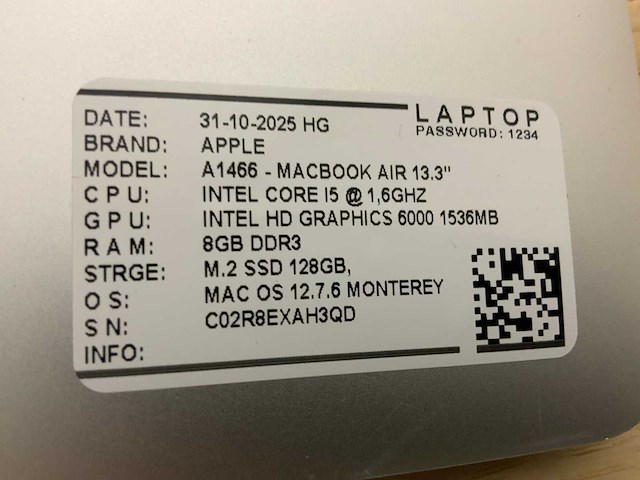 LAPTOP
PASSWORD: 1234
DATE: 31-10-2025 HG
BRAND: APPLE
MODEL: A1466 - MACBOOK AIR 13.3"
CPU: INTEL CORE I5 @ 1,6GHZ
GPU: INTEL HD GRAPHICS 6000 1536MB
RAM: 8GB DDR3
STRGE: M.2 SSD 128GB,
OS: MAC OS 12.7.6 MONTEREY
SN: C02R8EXAH3QD
INFO: